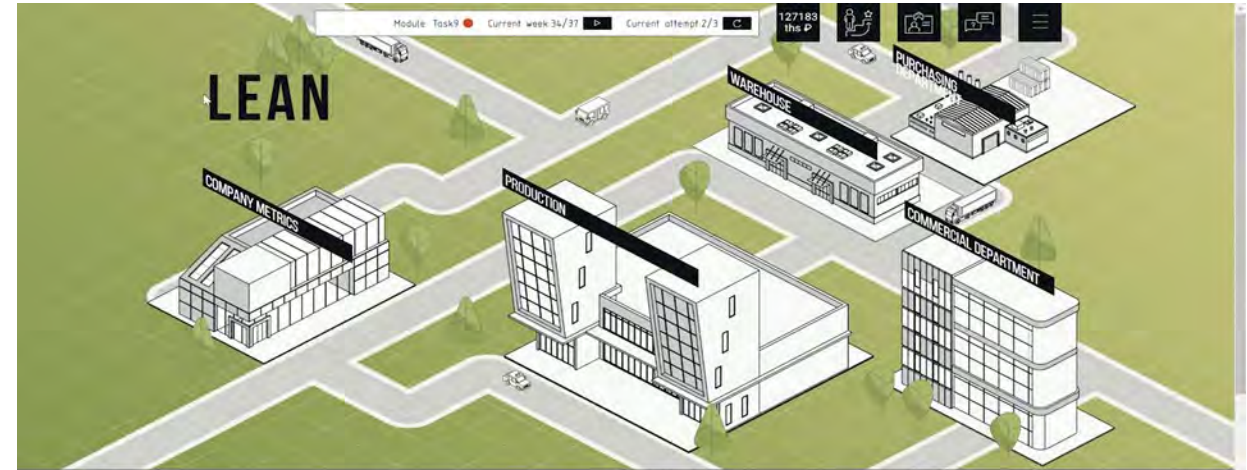 Module Task9 Current week 34/37 Current attempt 2/3 C
127183
ths ₽
LEAN
COMPANY METRICS
PRODUCTION
WAREHOUSE
PURCHASING
DEPARTMENT
COMMERCIAL DEPARTMENT